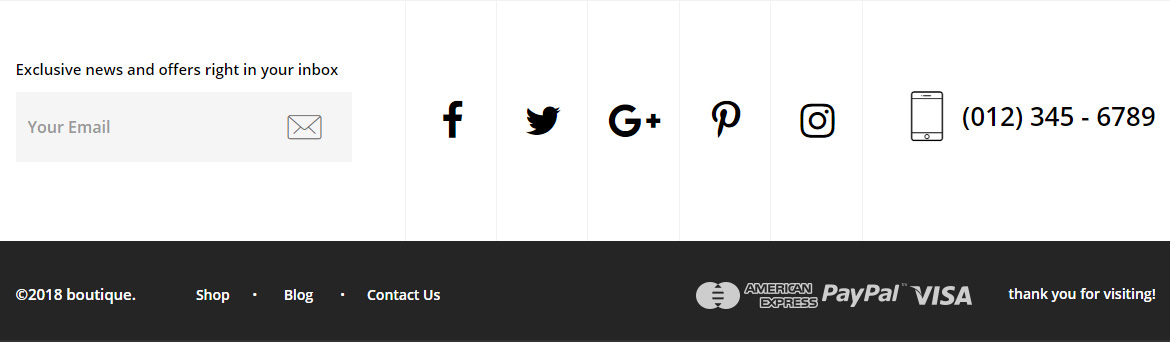 Exclusive news and offers right in your inbox
Your Email
(012) 345 - 6789
©2018 boutique.
Shop • Blog • Contact Us
AMERICAN EXPRESS PayPal VISA
thank you for visiting!